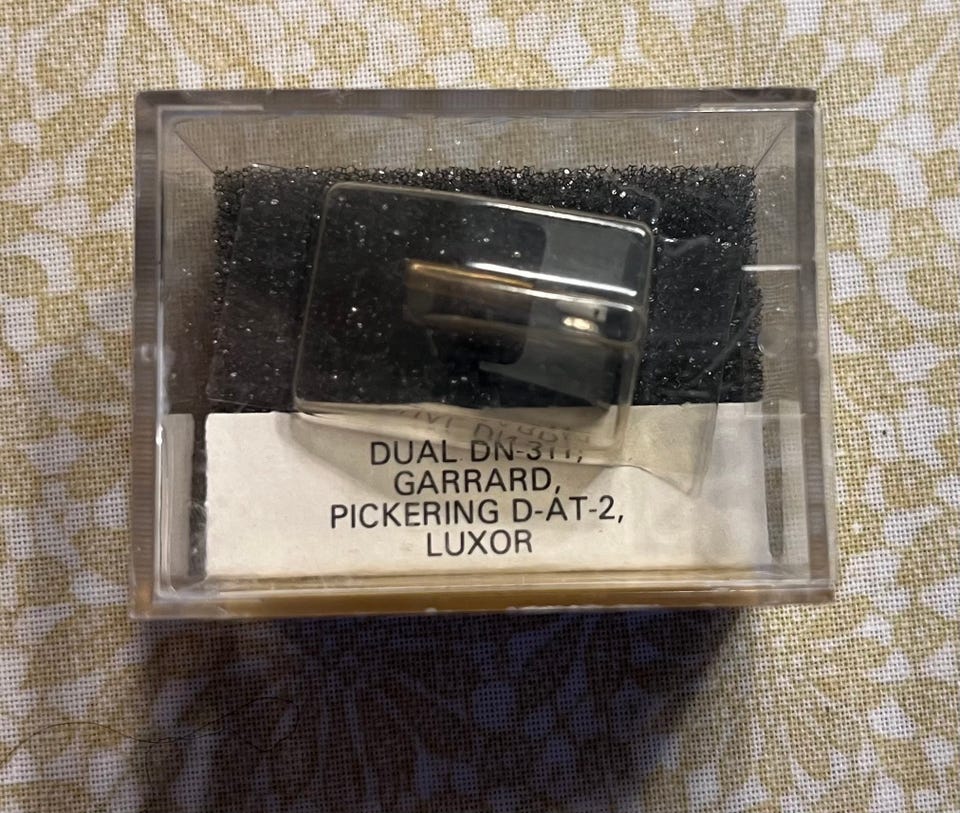 DUAL DN-311,
GARRARD,
PICKERING D-AT-2,
LUXOR